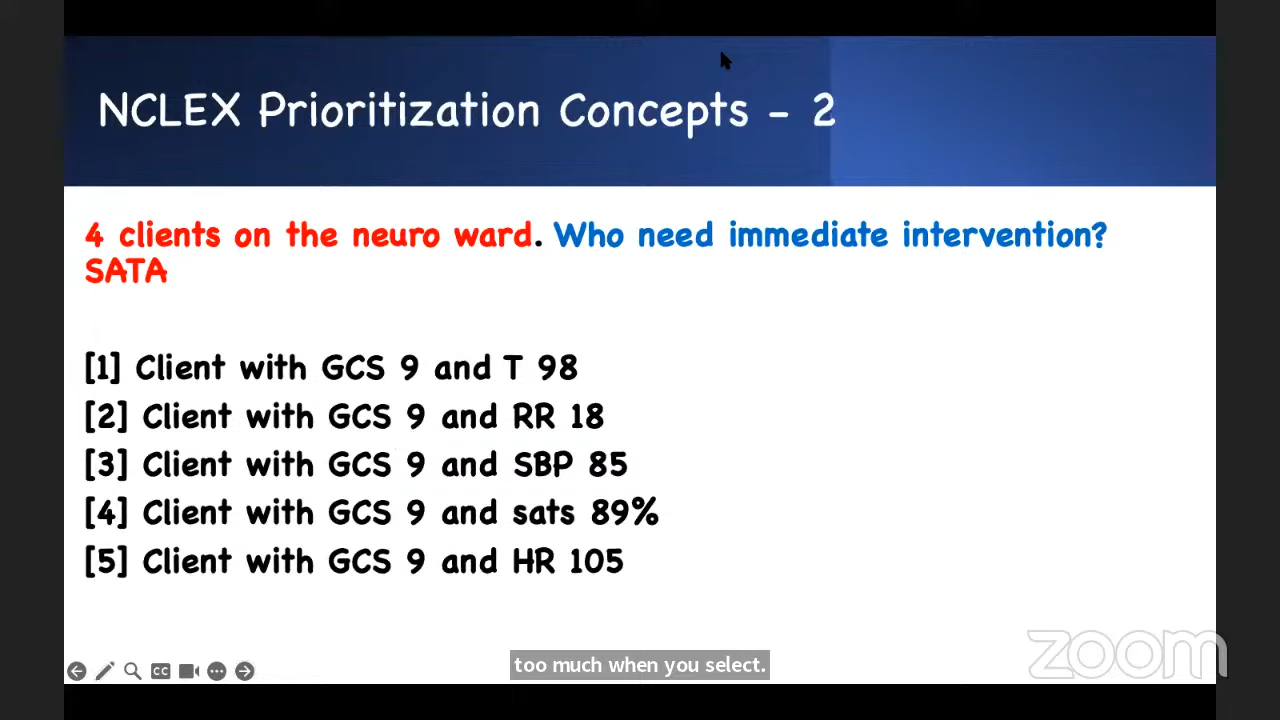 NCLEX Prioritization Concepts - 2
4 clients on the neuro ward. Who need immediate intervention?
SATA
[1] Client with GCS 9 and T 98
[2] Client with GCS 9 and RR 18
[3] Client with GCS 9 and SBP 85
[4] Client with GCS 9 and sats 89%
[5] Client with GCS 9 and HR 105
CC
too much when you select.
zoom